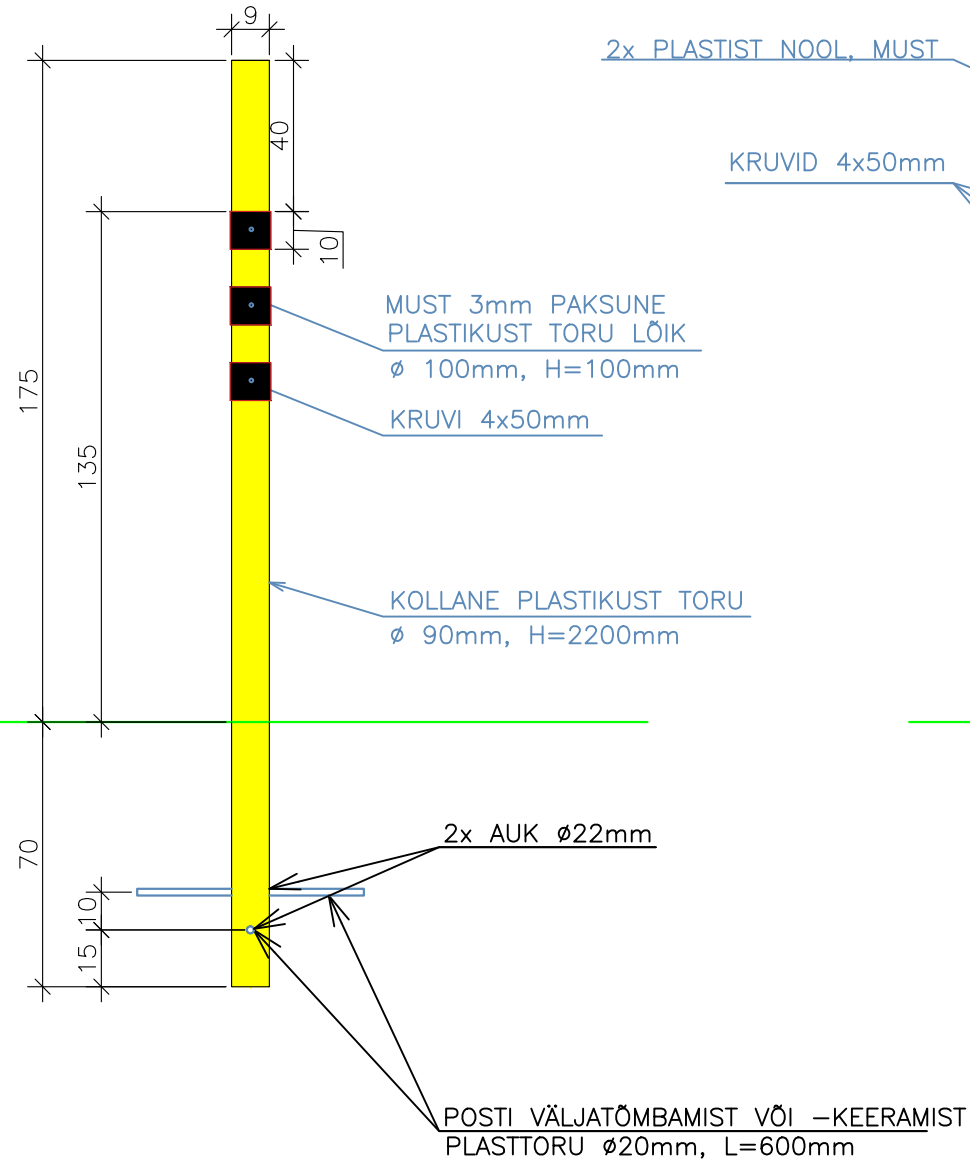 9
2x PLASTIST NOOL, MUST
40
KRUVID 4x50mm
10
MUST 3mm PAKSUNE
PLASTIKUST TORU LÕIK
ø 100mm, H=100mm
175
KRUVI 4x50mm
135
KOLLANE PLASTIKUST TORU
ø 90mm, H=2200mm
2x AUK ø22mm
70
10
15
POSTI VÄLJATÕMBAMIST VÕI -KEERAMIST
PLASTTORU ø20mm, L=600mm